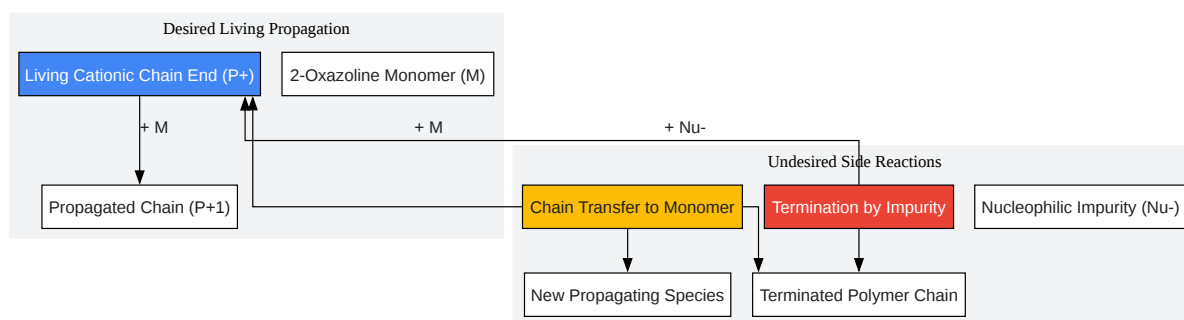 Desired Living Propagation
Living Cationic Chain End (P+)
2-Oxazoline Monomer (M)
+ M
+ M
+ Nu-
Undesired Side Reactions
Propagated Chain (P+1)
Chain Transfer to Monomer
Termination by Impurity
Nucleophilic Impurity (Nu-)
New Propagating Species
Terminated Polymer Chain